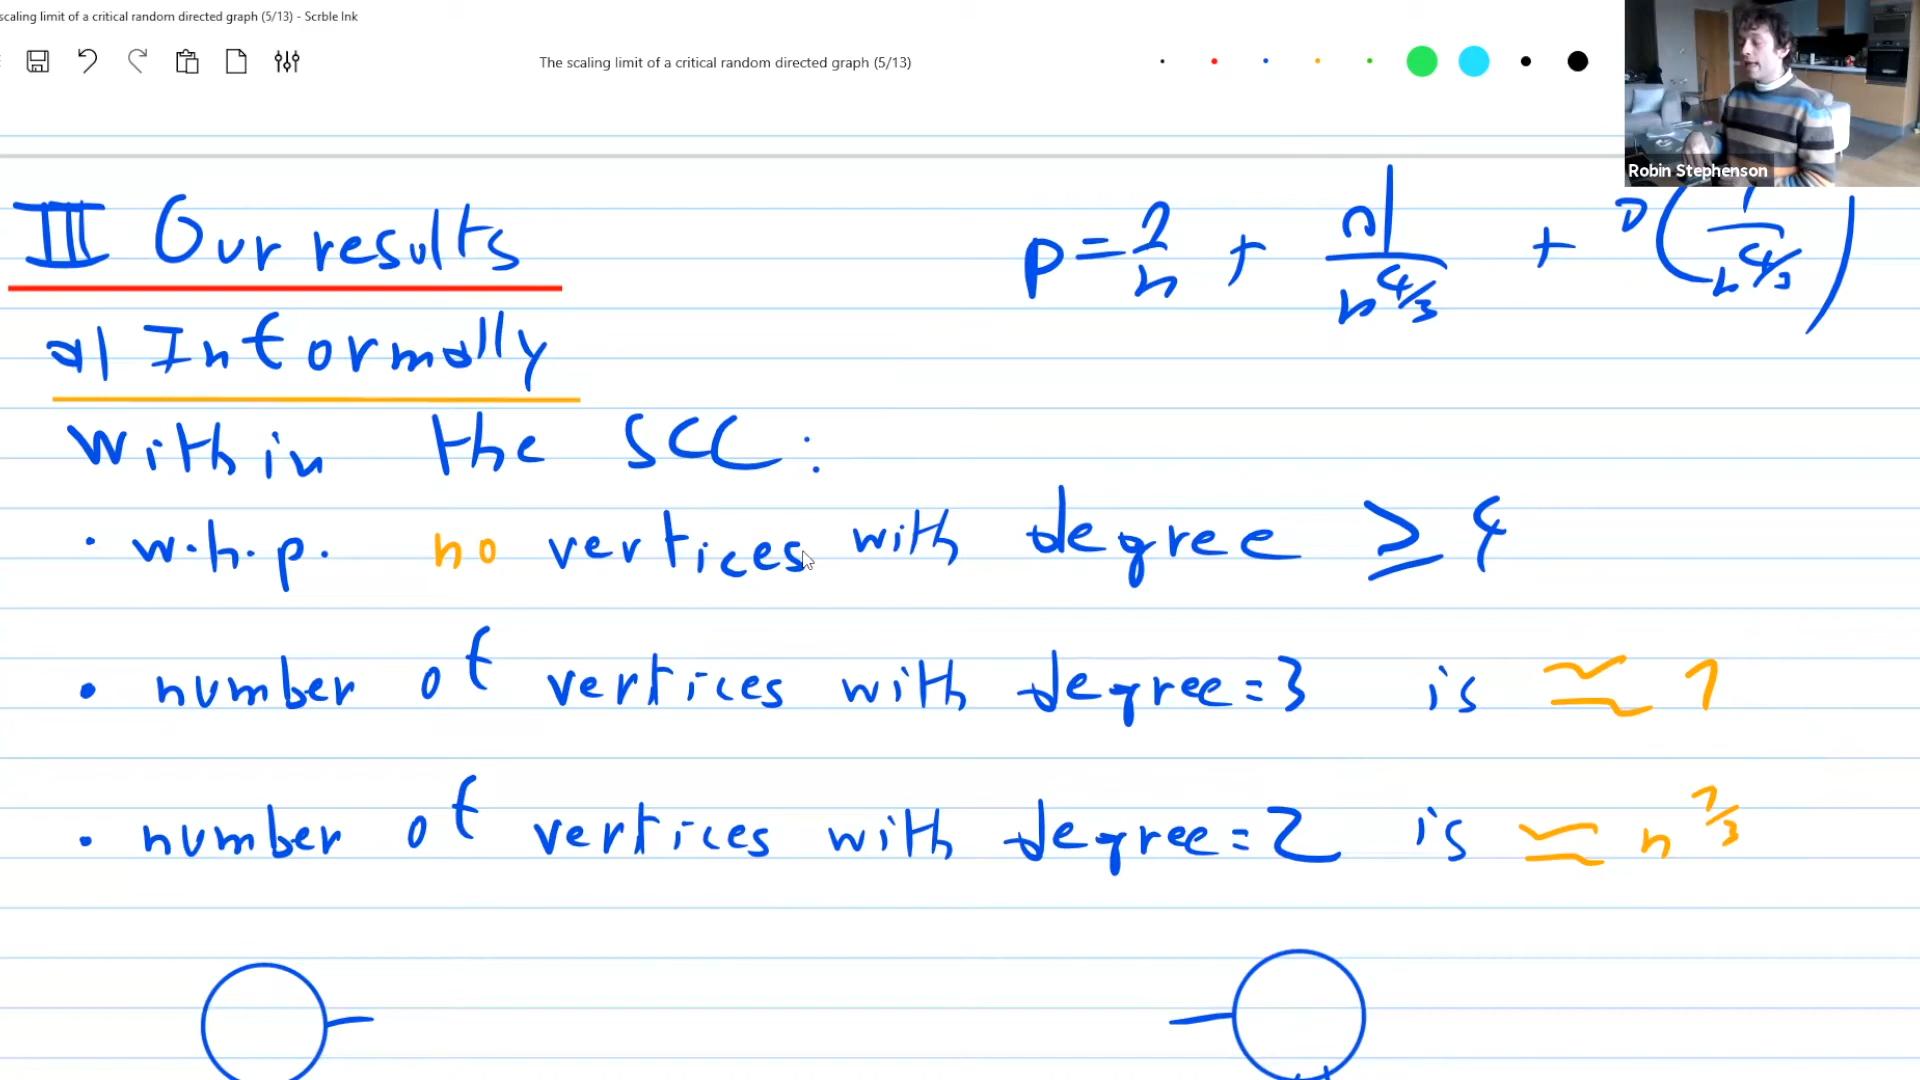 scaling limit of a critical random directed graph (5/13) - Scrble Ink
The scaling limit of a critical random directed graph (5/13)
Robin Stephenson
III Our results
p = 1/n + λ/n^{4/3} + o(1/n^{4/3})
a) Informally
Within the SCC:
· w.h.p. no vertices with degree ≥ 4
• number of vertices with degree = 3 is ≃ 1
• number of vertices with degree = 2 is ≃ n^{1/3}